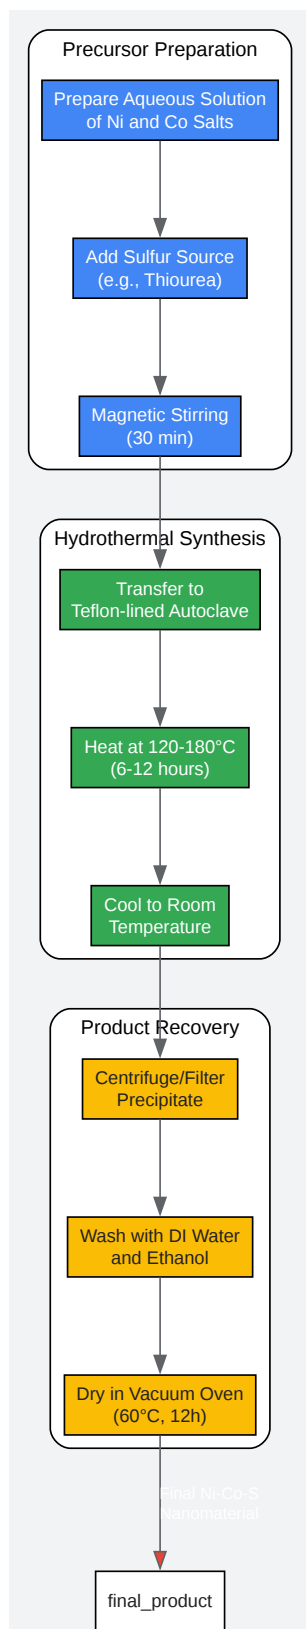 Precursor Preparation
Prepare Aqueous Solution
of Ni and Co Salts
Add Sulfur Source
(e.g., Thiourea)
Magnetic Stirring
(30 min)
Hydrothermal Synthesis
Transfer to
Teflon-lined Autoclave
Heat at 120-180°C
(6-12 hours)
Cool to Room
Temperature
Product Recovery
Centrifuge/Filter
Precipitate
Wash with DI Water
and Ethanol
Dry in Vacuum Oven
(60°C, 12h)
Final Ni-Co-S
Nanomaterial
final_product